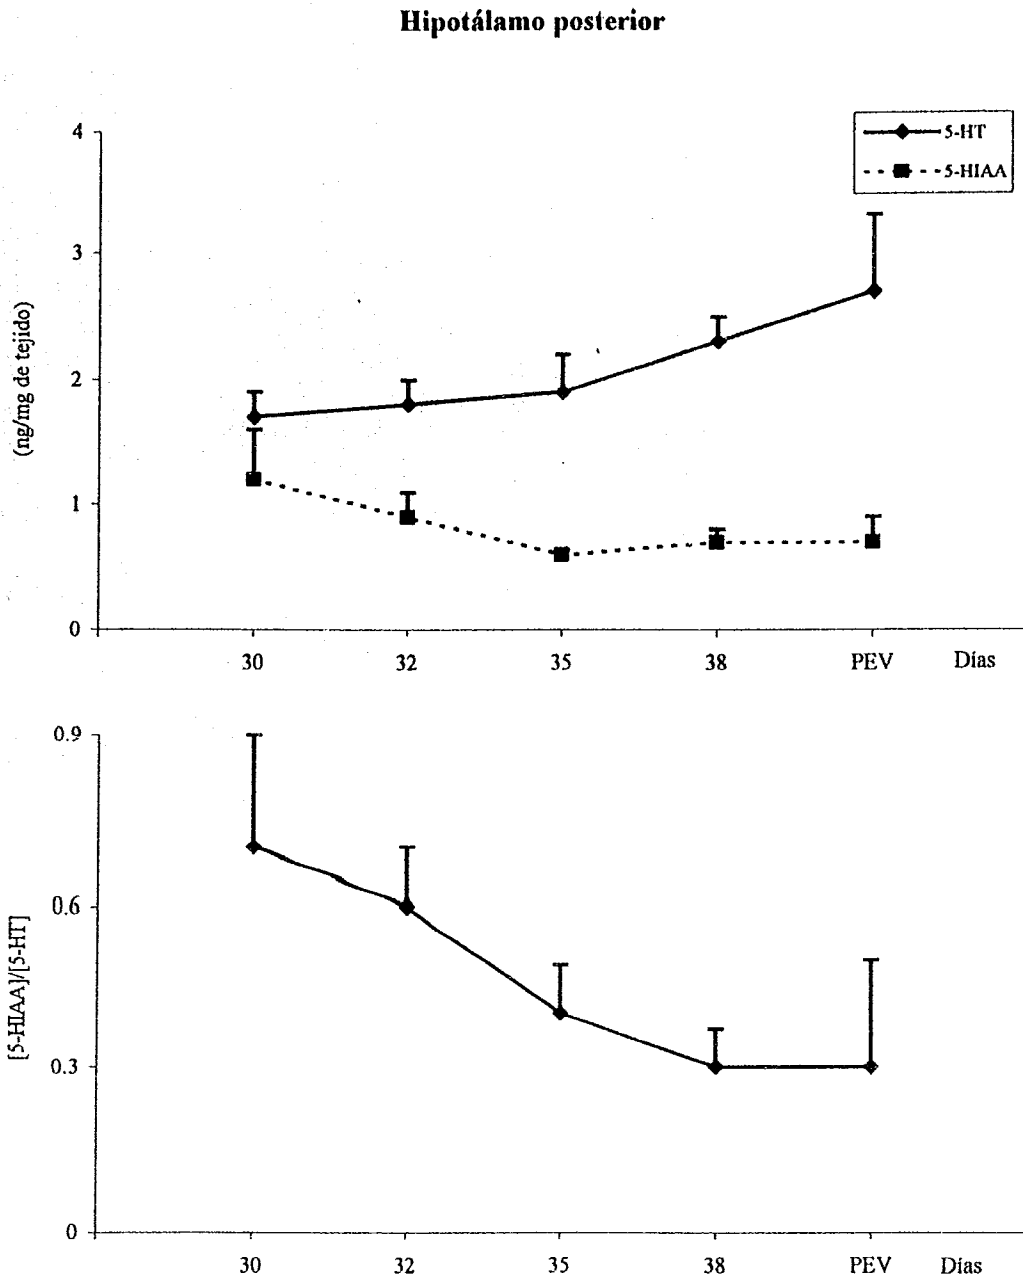 Hipotálamo posterior
4
3
2
1
0
(ng/mg de tejido)
5-HT
5-HIAA
30 32 35 38 PEV Días
0.9
0.6
0.3
0
[5-HIAA]/[5-HT]
30 32 35 38 PEV Días